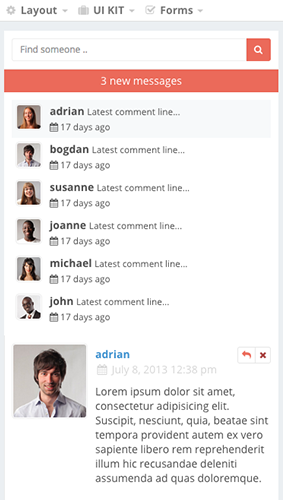 Layout UI KIT Forms
Find someone ..
3 new messages
adrian Latest comment line...
17 days ago
bogdan Latest comment line...
17 days ago
susanne Latest comment line...
17 days ago
joanne Latest comment line...
17 days ago
michael Latest comment line...
17 days ago
john Latest comment line...
17 days ago
adrian
July 8, 2013 12:38 pm
Lorem ipsum dolor sit amet,
consectetur adipisicing elit.
Suscipit, nesciunt, quia, beatae sint
tempora provident autem ex vero
sapiente libero rem reprehenderit
illum hic recusandae deleniti
assumenda ad quas doloremque.